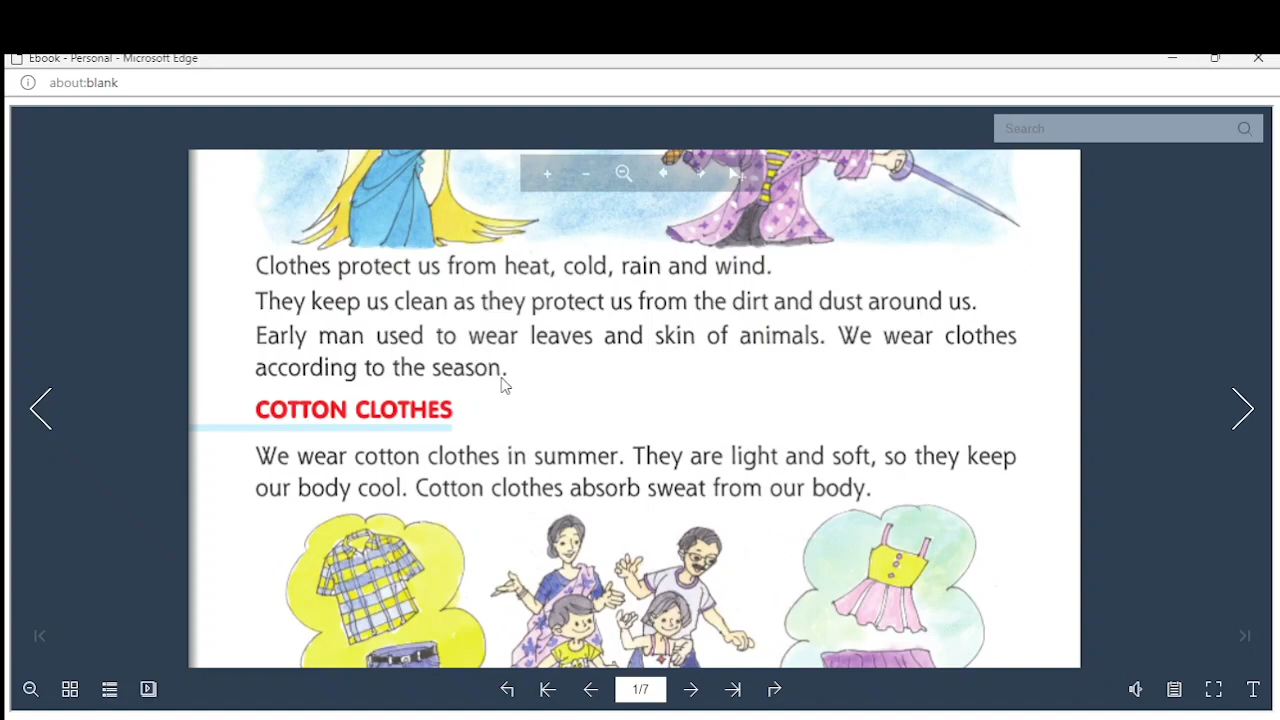 Ebook - Personal - Microsoft Edge
about:blank
Search
Clothes protect us from heat, cold, rain and wind.
They keep us clean as they protect us from the dirt and dust around us.
Early man used to wear leaves and skin of animals. We wear clothes
according to the season.
COTTON CLOTHES
We wear cotton clothes in summer. They are light and soft, so they keep
our body cool. Cotton clothes absorb sweat from our body.
1/7